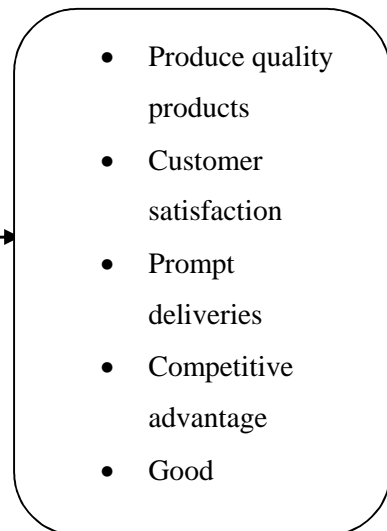 • Produce quality
products
• Customer
satisfaction
• Prompt
deliveries
• Competitive
advantage
• Good